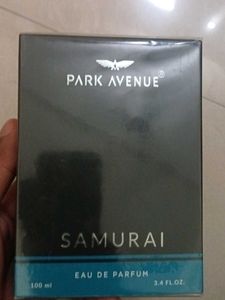 PARK AVENUE®
SAMURAI
EAU DE PARFUM
100 ml 3.4 FL.OZ.